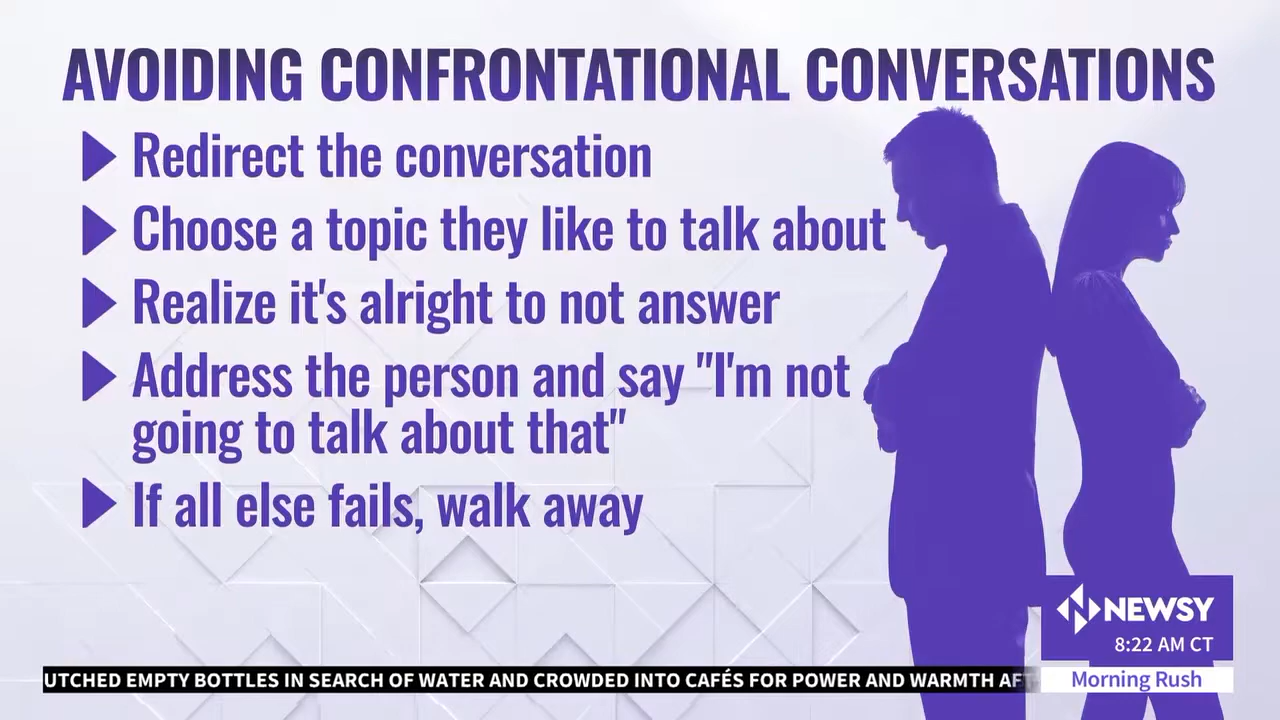 AVOIDING CONFRONTATIONAL CONVERSATIONS
Redirect the conversation
Choose a topic they like to talk about
Realize it's alright to not answer
Address the person and say "I'm not
going to talk about that"
If all else fails, walk away
NEWSY
8:22 AM CT
UTCHED EMPTY BOTTLES IN SEARCH OF WATER AND CROWDED INTO CAFÉS FOR POWER AND WARMTH
Morning Rush